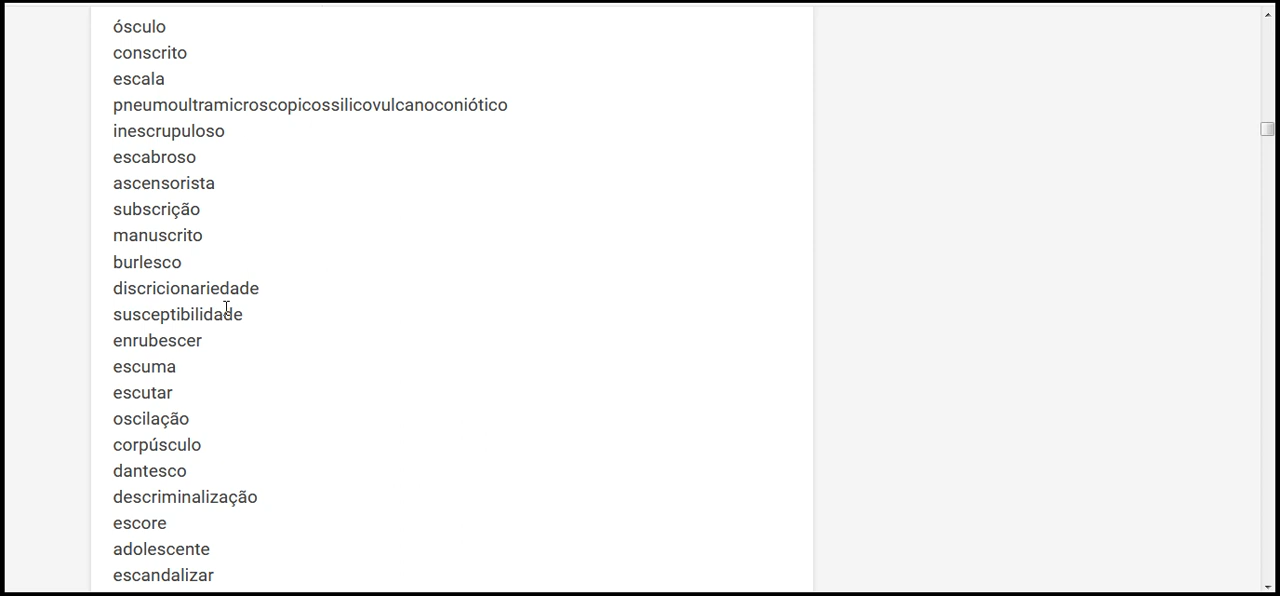 ósculo
conscrito
escala
pneumoultramicroscopicossilicovulcanoconiótico
inescrupuloso
escabroso
ascensorista
subscrição
manuscrito
burlesco
discricionariedade
susceptibilidade
enrubescer
escuma
escutar
oscilação
corpúsculo
dantesco
descriminalização
escore
adolescente
escandalizar